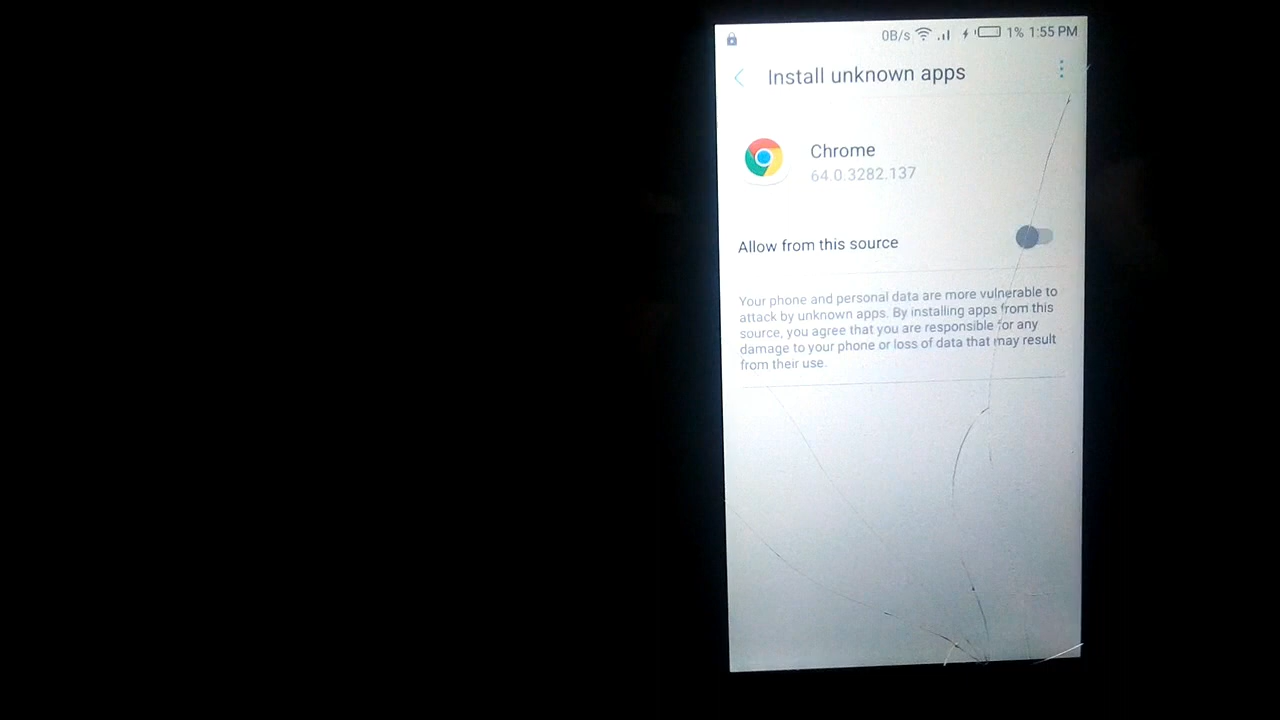 0B/s 1% 1:55 PM
Install unknown apps
Chrome
64.0.3282.137
Allow from this source
Your phone and personal data are more vulnerable to
attack by unknown apps. By installing apps from this
source, you agree that you are responsible for any
damage to your phone or loss of data that may result
from their use.